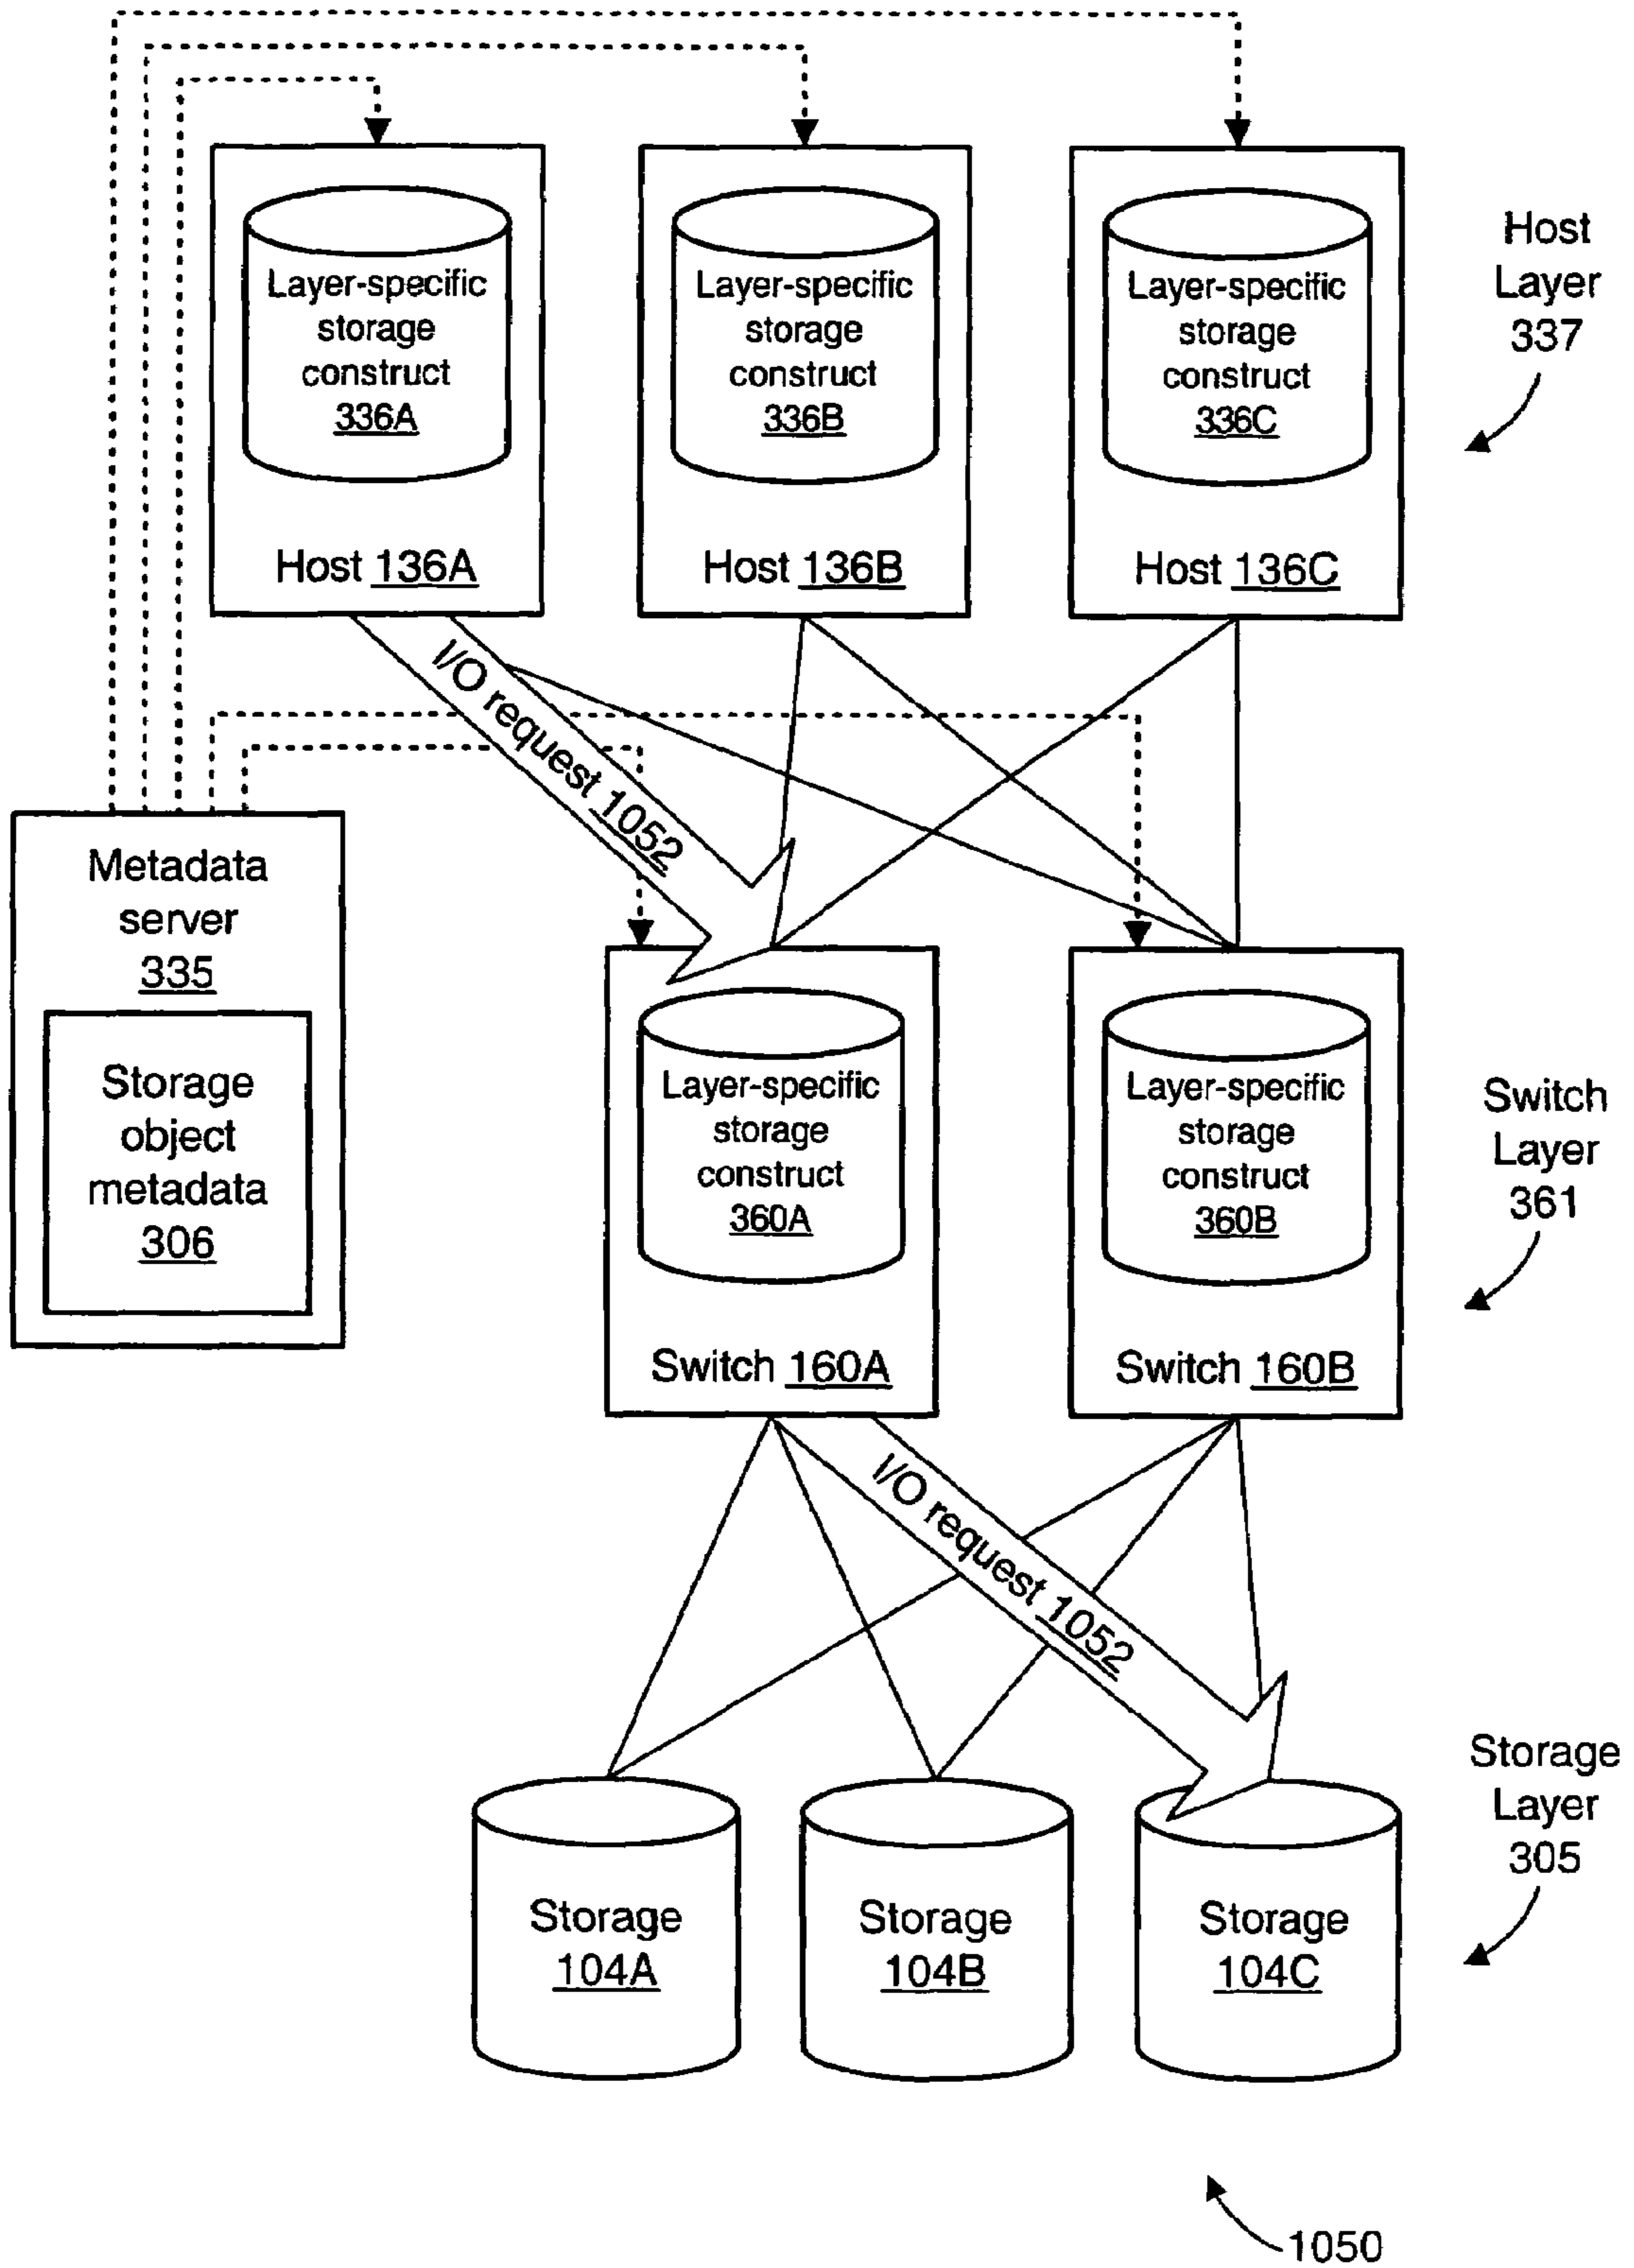 Layer-specific
storage
construct
336A
Host 136A
Layer-specific
storage
construct
336B
Host 136B
Layer-specific
storage
construct
336C
Host 136C
Host
Layer
337
I/O request 1052
Metadata
server
335
Storage
object
metadata
306
Layer-specific
storage
construct
360A
Switch 160A
Layer-specific
storage
construct
360B
Switch 160B
Switch
Layer
361
I/O request 1052
Storage
104A
Storage
104B
Storage
104C
Storage
Layer
305
1050